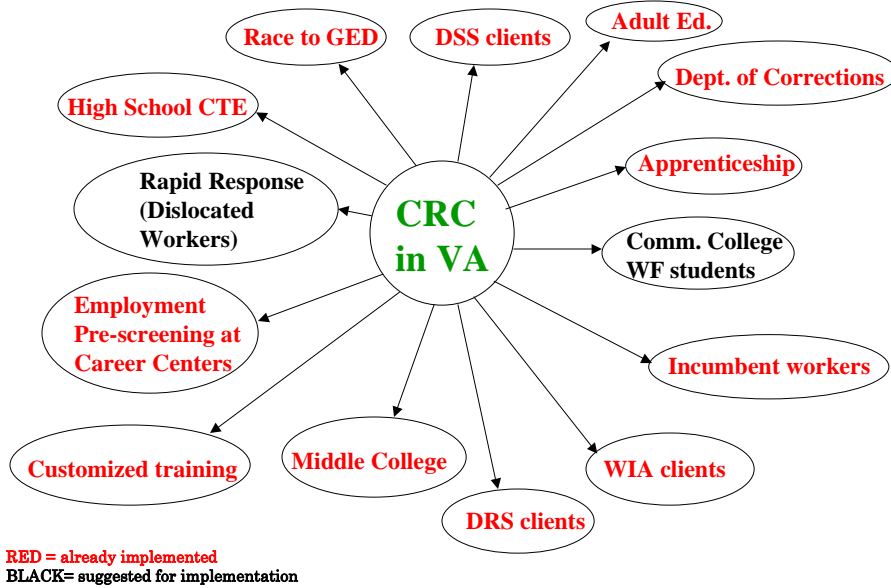 Race to GED
DSS clients
Adult Ed.
Dept. of Corrections
High School CTE
Apprenticeship
Rapid Response
(Dislocated
Workers)
CRC
in VA
Comm. College
WF students
Employment
Pre-screening at
Career Centers
Incumbent workers
Customized training
Middle College
WIA clients
DRS clients
RED = already implemented
BLACK= suggested for implementation